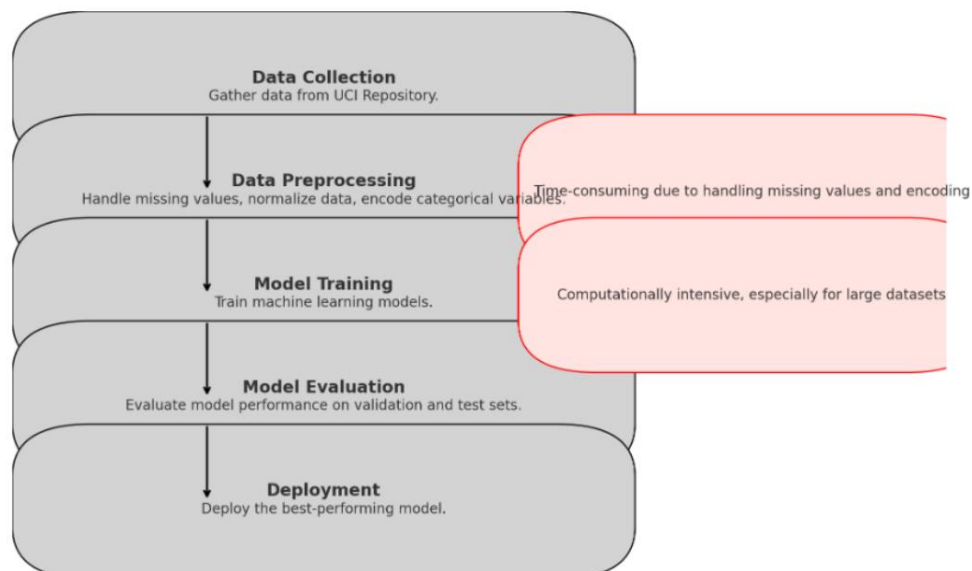 Data Collection
Gather data from UCI Repository.
Data Preprocessing
Handle missing values, normalize data, encode categorical variables.
Time-consuming due to handling missing values and encoding
Model Training
Train machine learning models.
Computationally intensive, especially for large datasets
Model Evaluation
Evaluate model performance on validation and test sets.
Deployment
Deploy the best-performing model.